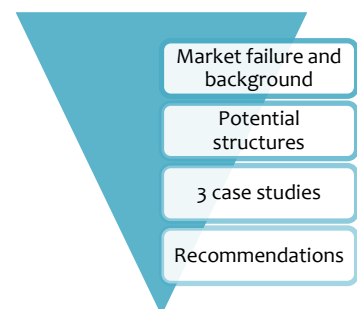 Market failure and
background
Potential
structures
3 case studies
Recommendations